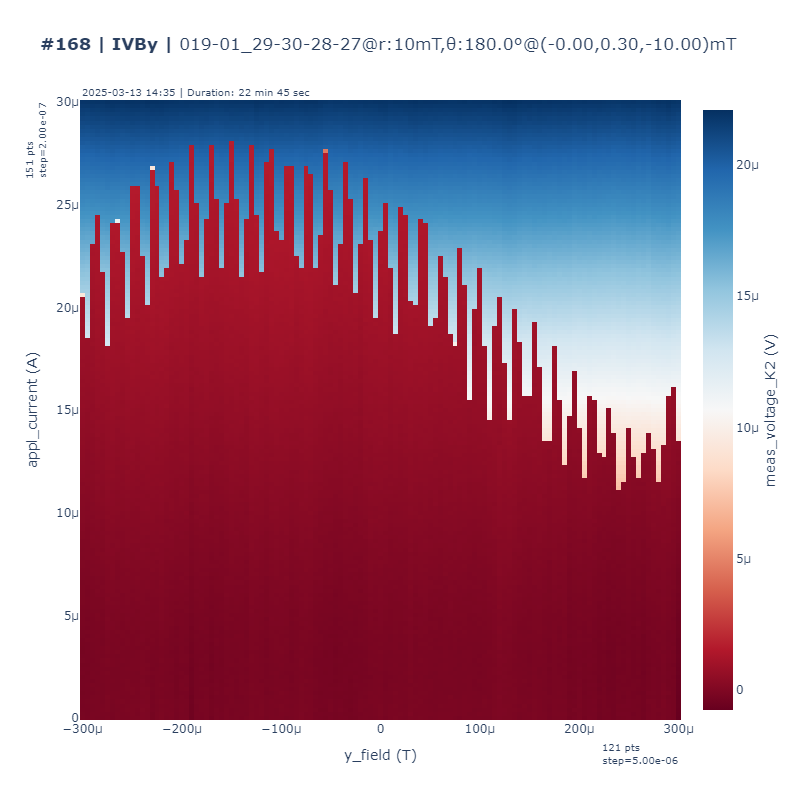 #168 | IVBy | 019-01_29-30-28-27@r:10mT,θ:180.0º@(-0.00,0.30,-10.00)mT
2025-03-13 14:35 | Duration: 22 min 45 sec
151 pts
step=2.00e-07
30μ
25μ
20μ
15μ
10μ
5μ
0
appl_current (A)
−300μ
−200μ
−100μ
0
100μ
200μ
300μ
y_field (T)
121 pts
step=5.00e-06
20μ
15μ
10μ
5μ
0
meas_voltage_K2 (V)